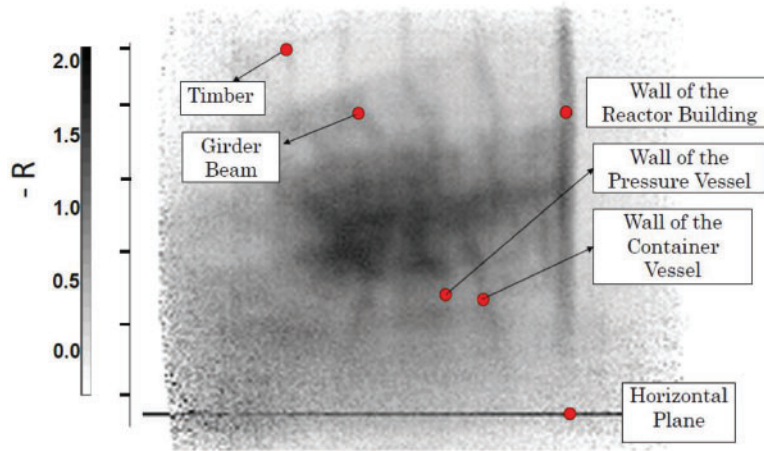 2.0
1.5
1.0
0.5
0.0
- R
Timber
Girder
Beam
Wall of the
Reactor Building
Wall of the
Pressure Vessel
Wall of the
Container
Vessel
Horizontal
Plane